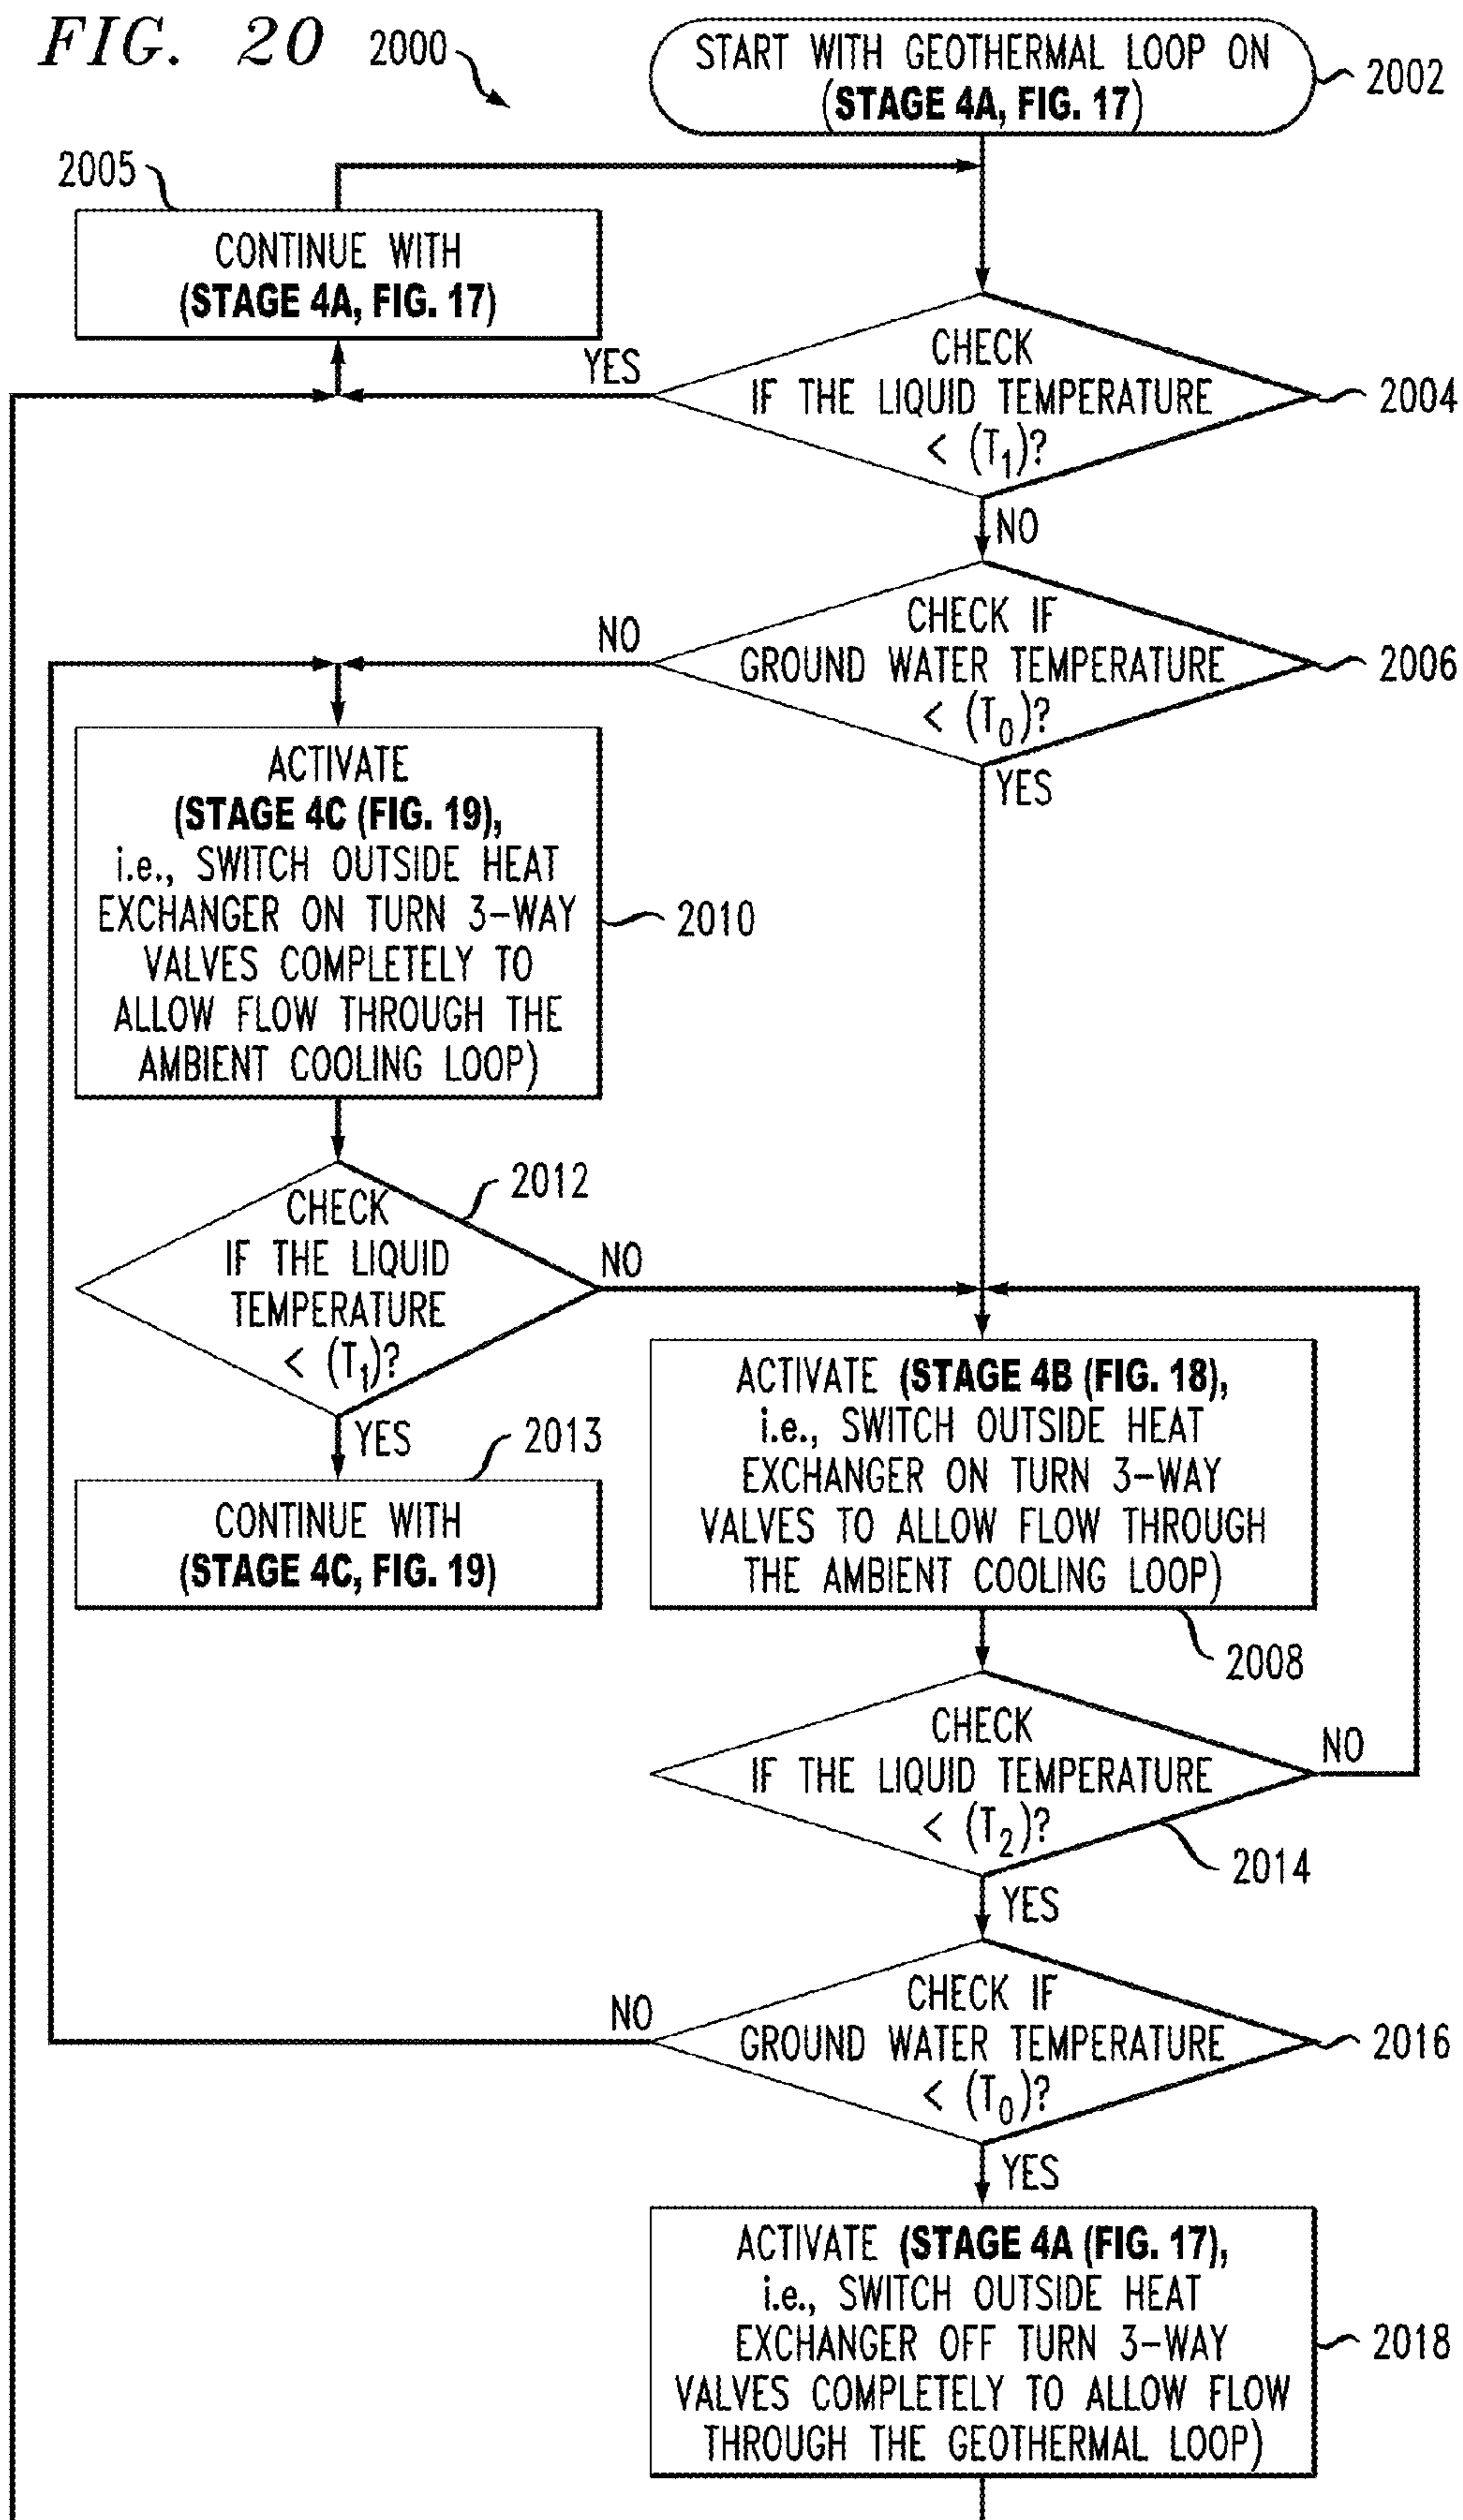 FIG. 20
2000
START WITH GEOTHERMAL LOOP ON
(STAGE 4A, FIG. 17)
2002
2005
CONTINUE WITH
(STAGE 4A, FIG. 17)
YES
CHECK
IF THE LIQUID TEMPERATURE
< (T1)?
2004
NO
NO
CHECK IF
GROUND WATER TEMPERATURE
< (T0)?
2006
YES
ACTIVATE
(STAGE 4C (FIG. 19),
i.e., SWITCH OUTSIDE HEAT
EXCHANGER ON TURN 3-WAY
VALVES COMPLETELY TO
ALLOW FLOW THROUGH THE
AMBIENT COOLING LOOP)
2010
2012
CHECK
IF THE LIQUID
TEMPERATURE
< (T1)?
NO
YES
2013
CONTINUE WITH
(STAGE 4C, FIG. 19)
ACTIVATE (STAGE 4B (FIG. 18),
i.e., SWITCH OUTSIDE HEAT
EXCHANGER ON TURN 3-WAY
VALVES TO ALLOW FLOW THROUGH
THE AMBIENT COOLING LOOP)
2008
CHECK
IF THE LIQUID TEMPERATURE
< (T2)?
NO
2014
YES
NO
CHECK IF
GROUND WATER TEMPERATURE
< (T0)?
2016
YES
ACTIVATE (STAGE 4A (FIG. 17),
i.e., SWITCH OUTSIDE HEAT
EXCHANGER OFF TURN 3-WAY
VALVES COMPLETELY TO ALLOW FLOW
THROUGH THE GEOTHERMAL LOOP)
2018